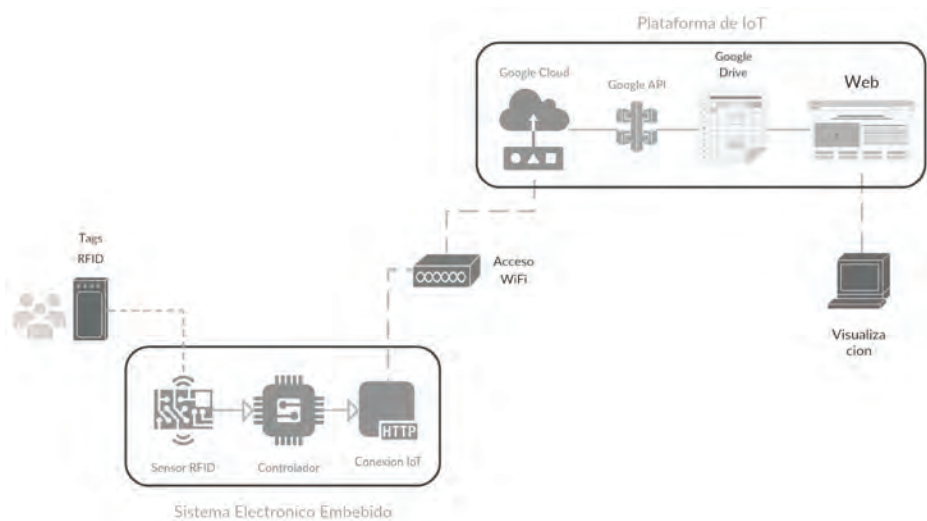 Plataforma de IoT
Google Cloud
Google API
Google
Drive
Web
Tags
RFID
Acceso
WiFi
Visualiza
cion
HTTP
Sensor RFID
Controlador
Conexion IoT
Sistema Electronico Embebido